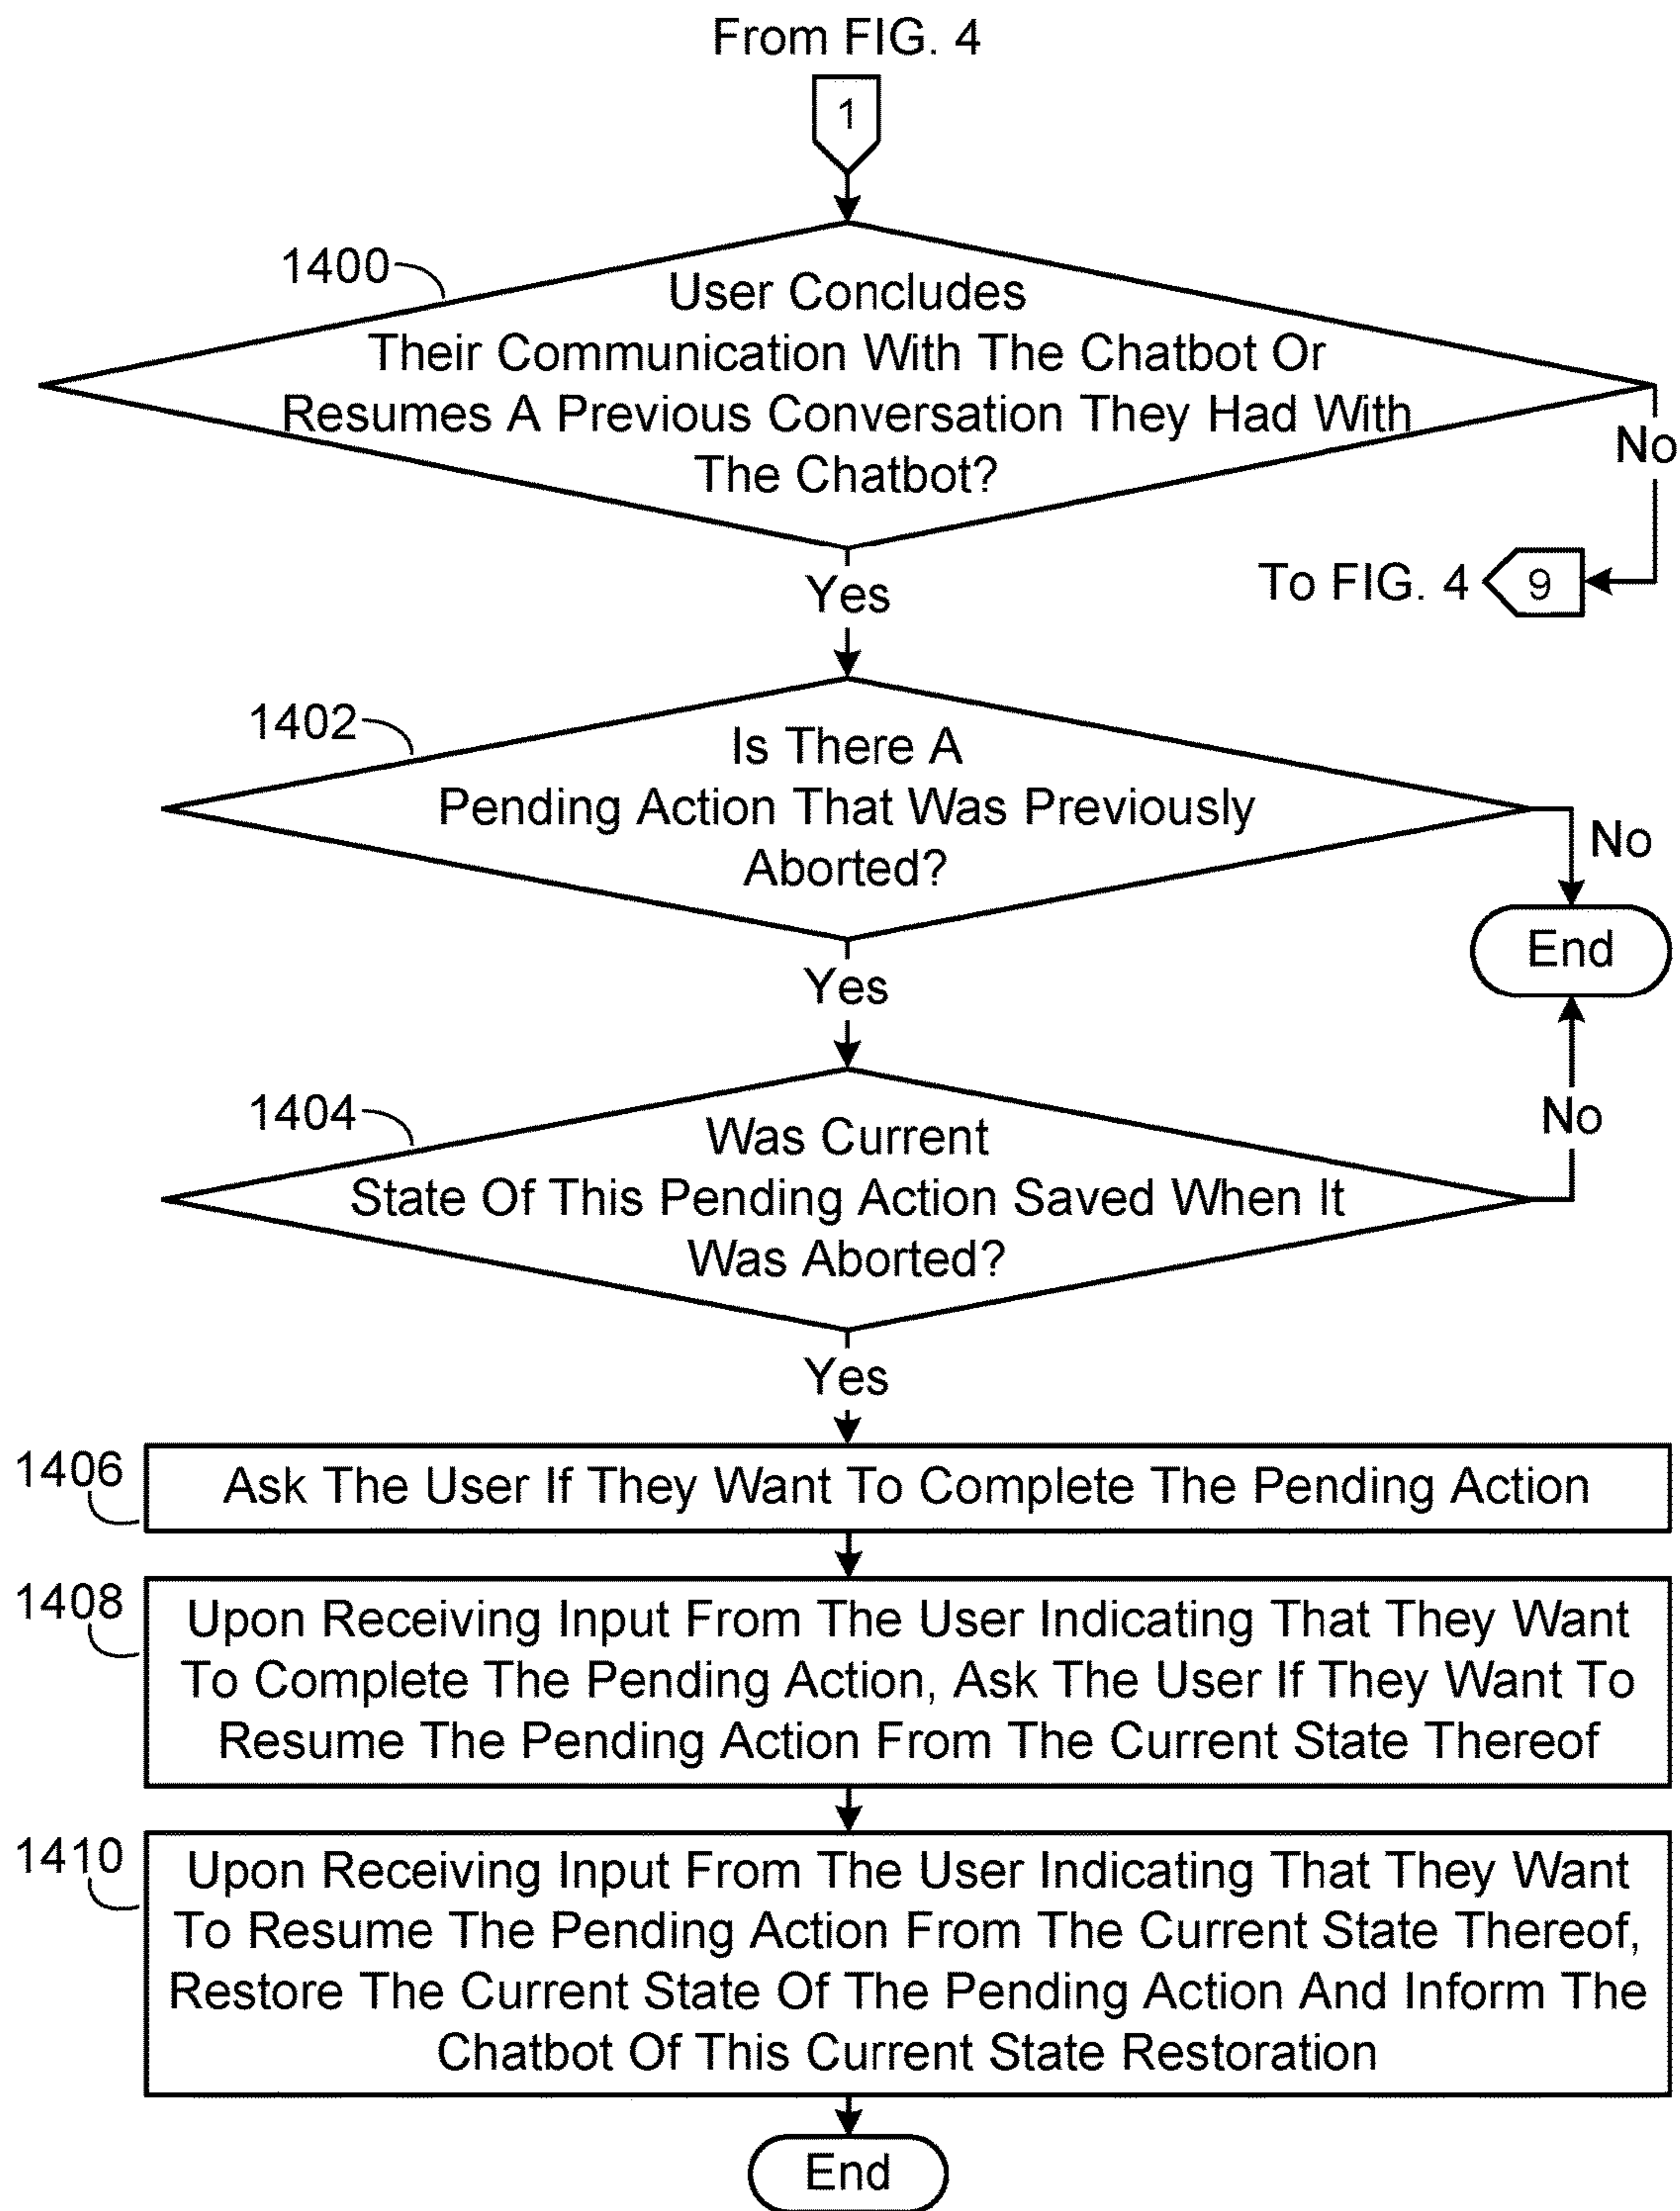 From FIG. 4
1
1400
User Concludes
Their Communication With The Chatbot Or
Resumes A Previous Conversation They Had With
The Chatbot?
No
To FIG. 4
9
Yes
1402
Is There A
Pending Action That Was Previously
Aborted?
No
End
Yes
1404
Was Current
State Of This Pending Action Saved When It
Was Aborted?
No
Yes
1406
Ask The User If They Want To Complete The Pending Action
1408
Upon Receiving Input From The User Indicating That They Want
To Complete The Pending Action, Ask The User If They Want To
Resume The Pending Action From The Current State Thereof
1410
Upon Receiving Input From The User Indicating That They Want
To Resume The Pending Action From The Current State Thereof,
Restore The Current State Of The Pending Action And Inform The
Chatbot Of This Current State Restoration
End